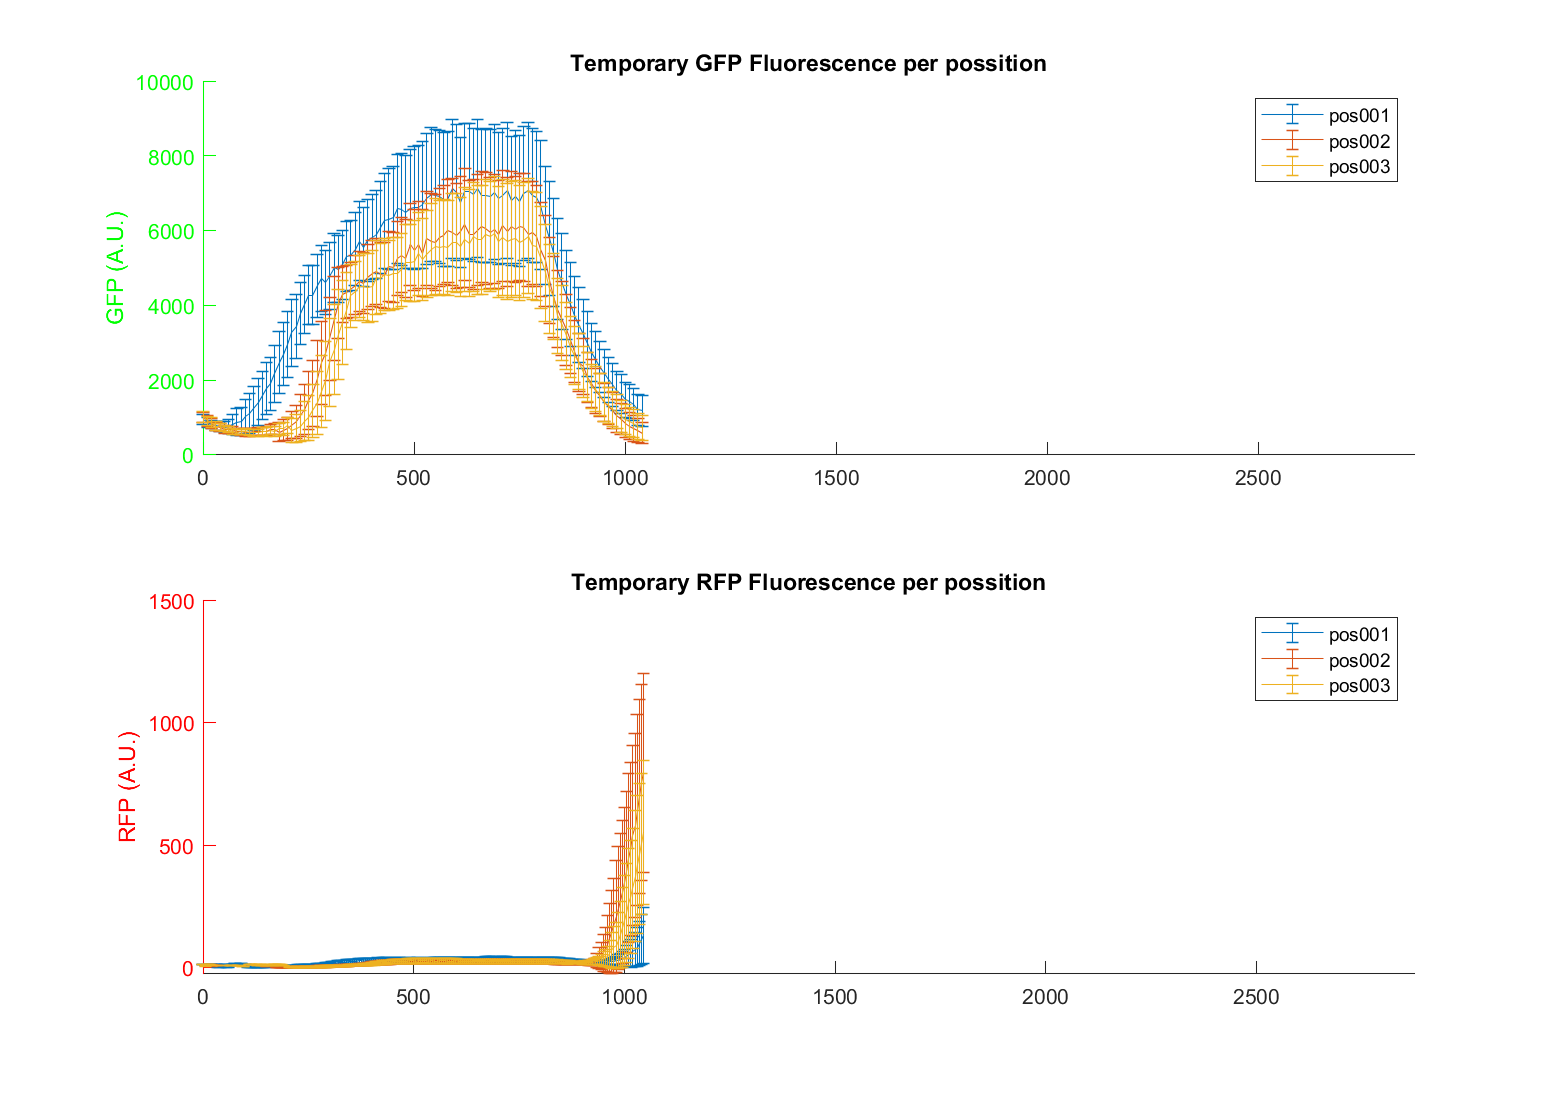 Temporary GFP Fluorescence per possition
10000
8000
6000
4000
2000
0
GFP (A.U.)
0 500 1000 1500 2000 2500
pos001
pos002
pos003
Temporary RFP Fluorescence per possition
1500
1000
500
0
RFP (A.U.)
0 500 1000 1500 2000 2500
pos001
pos002
pos003